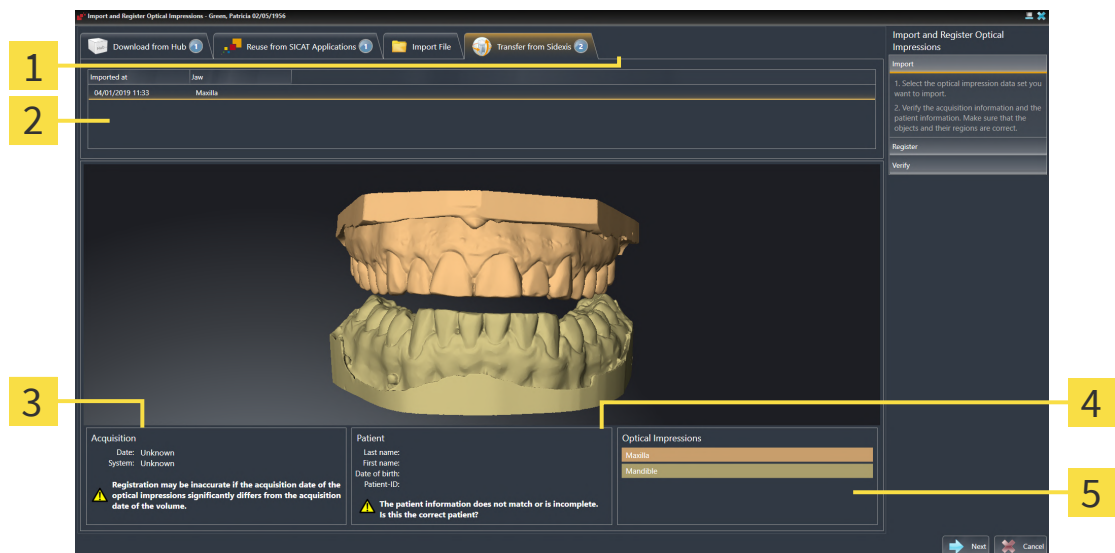 Import and Register Optical Impressions - Green, Patricia 02/05/1956
Download from Hub 1
Reuse from SICAT Applications 1
Import File
Transfer from Sidexis 2
1
Imported at Jaw
04/01/2019 11:33 Maxilla
2
Import and Register Optical
Impressions
Import
1. Select the optical impression data set you
want to import.
2. Verify the acquisition information and the
patient information. Make sure that the
objects and their regions are correct.
Register
Verify
3
Acquisition
Date: Unknown
System: Unknown
Registration may be inaccurate if the acquisition date of the
optical impressions significantly differs from the acquisition
date of the volume.
4
Patient
Last name:
First name:
Date of birth:
Patient-ID:
The patient information does not match or is incomplete.
Is this the correct patient?
Optical Impressions
Maxilla
Mandible
5
Next
Cancel